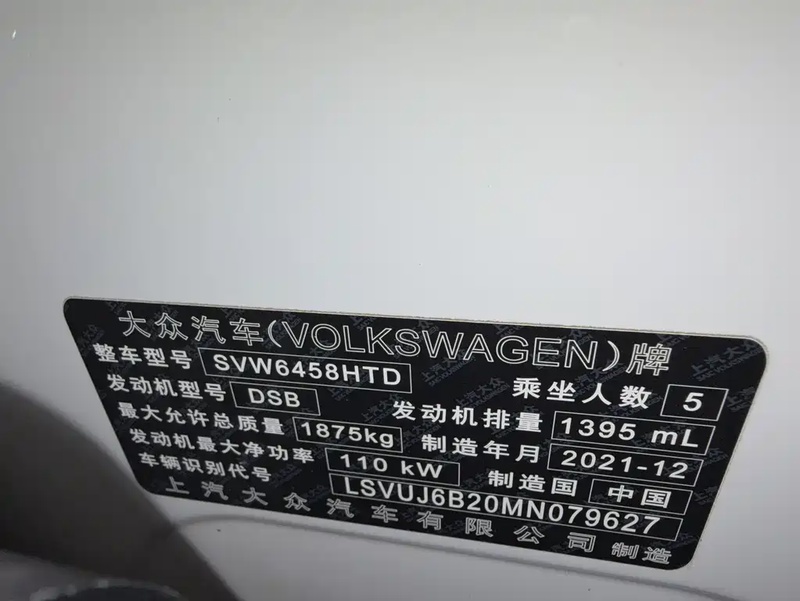 大众汽车(VOLKSWAGEN)牌
整车型号 SVW6458HTD 乘坐人数 5
发动机型号 DSB 发动机排量 1395 mL
最大允许总质量 1875kg 制造年月 2021-12
发动机最大净功率 110 kW 制造国 中国
车辆识别代号 LSVUJ6B20MN079627
上汽大众汽车有限公司 制造